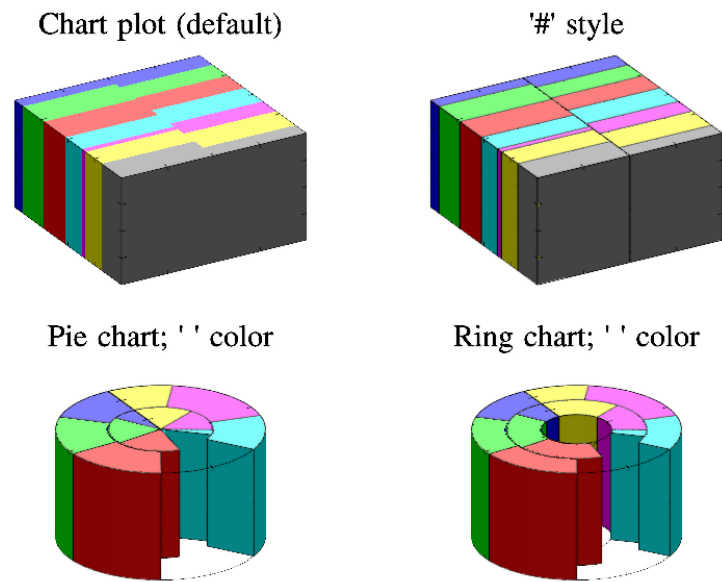 Chart plot (default)
'#' style
Pie chart; ' ' color
Ring chart; ' ' color